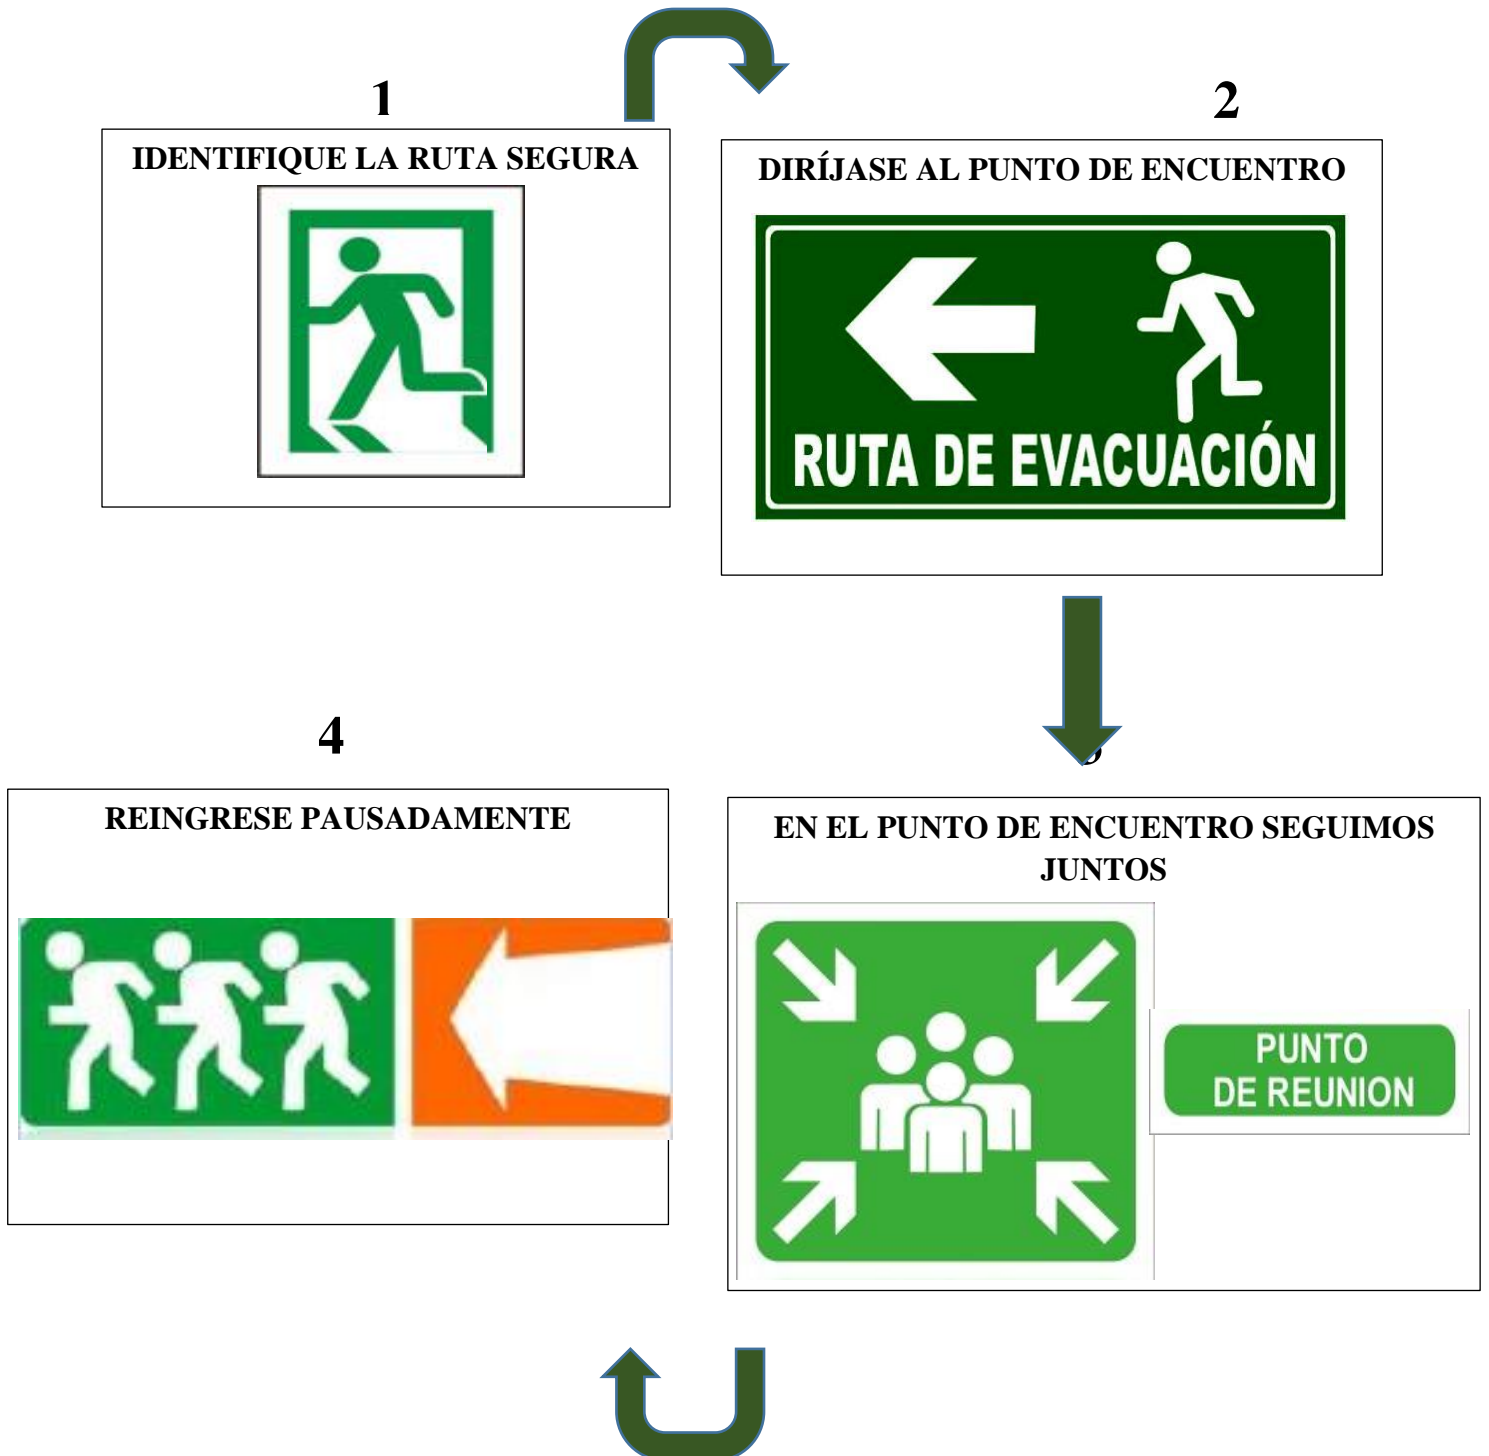 1
IDENTIFIQUE LA RUTA SEGURA
2
DIRÍJASE AL PUNTO DE ENCUENTRO
RUTA DE EVACUACIÓN
EN EL PUNTO DE ENCUENTRO SEGUIMOS
JUNTOS
PUNTO
DE REUNION
4
REINGRESE PAUSADAMENTE